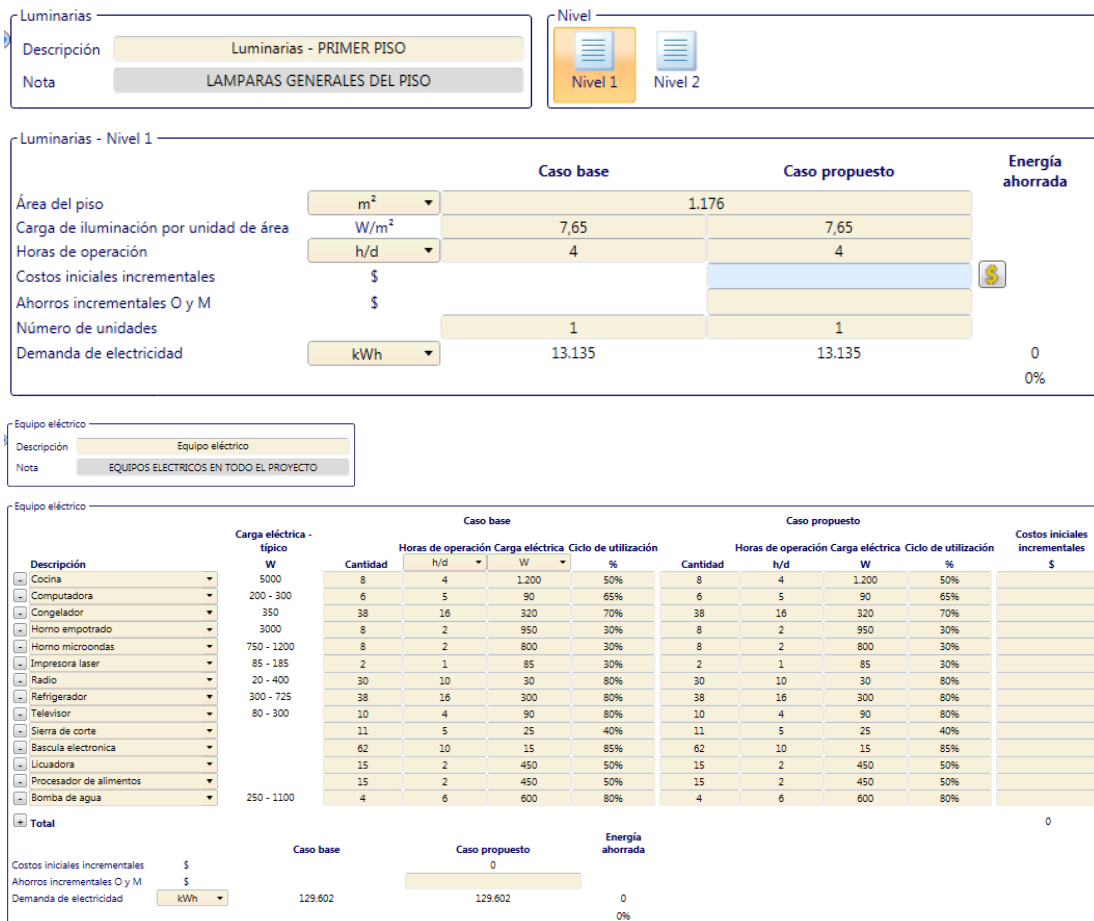 Luminarias
Descripción Luminarias - PRIMER PISO
Nota LAMPARAS GENERALES DEL PISO
Nivel
Nivel 1 Nivel 2
Luminarias - Nivel 1
Caso base Caso propuesto Energía ahorrada
Área del piso m² 1.176
Carga de iluminación por unidad de área W/m² 7,65 7,65
Horas de operación h/d 4 4
Costos iniciales incrementales $ $
Ahorros incrementales O y M $
Número de unidades 1 1
Demanda de electricidad kWh 13.135 13.135 0
0%
Equipo eléctrico
Descripción Equipo eléctrico
Nota EQUIPOS ELECTRICOS EN TODO EL PROYECTO
Equipo eléctrico
Caso base Caso propuesto
Carga eléctrica - típico Horas de operación Carga eléctrica Ciclo de utilización Horas de operación Carga eléctrica Ciclo de utilización Costos iniciales incrementales
Descripción W Cantidad h/d W % Cantidad h/d W % $
- Cocina 5000 8 4 1.200 50% 8 4 1.200 50%
- Computadora 200 - 300 6 5 90 65% 6 5 90 65%
- Congelador 350 38 16 320 70% 38 16 320 70%
- Horno empotrado 3000 8 2 950 30% 8 2 950 30%
- Horno microondas 750 - 1200 8 2 800 30% 8 2 800 30%
- Impresora laser 85 - 185 2 1 85 30% 2 1 85 30%
- Radio 20 - 400 30 10 30 80% 30 10 30 80%
- Refrigerador 300 - 725 38 16 300 80% 38 16 300 80%
- Televisor 80 - 300 10 4 90 80% 10 4 90 80%
- Sierra de corte 11 5 25 40% 11 5 25 40%
- Bascula electronica 62 10 15 85% 62 10 15 85%
- Licuadora 15 2 450 50% 15 2 450 50%
- Procesador de alimentos 15 2 450 50% 15 2 450 50%
- Bomba de agua 250 - 1100 4 6 600 80% 4 6 600 80%
+ Total 0
Caso base Caso propuesto Energía ahorrada
Costos iniciales incrementales $ 0
Ahorros incrementales O y M $
Demanda de electricidad kWh 129.602 129.602 0
0%